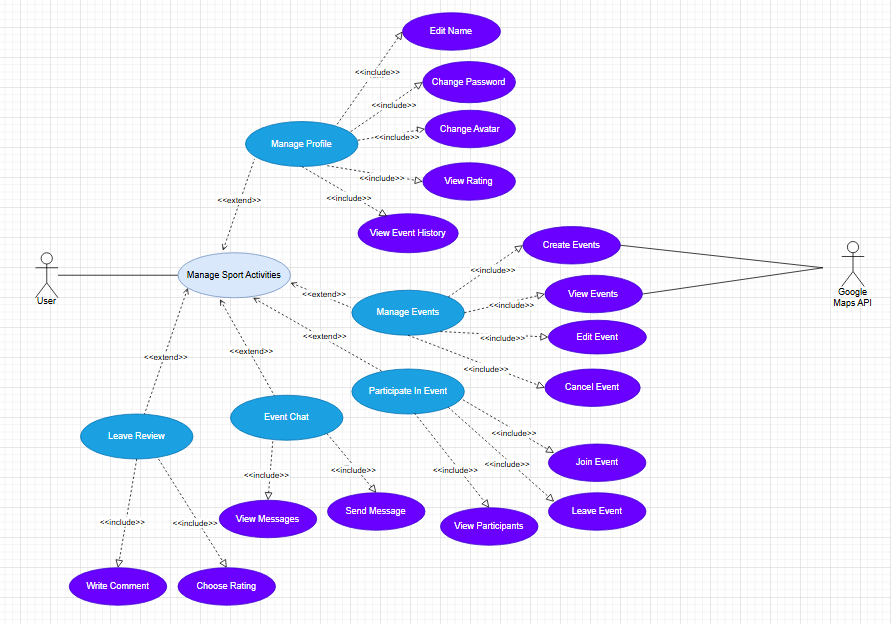 Edit Name
<<include>>
Change Password
<<include>>
Change Avatar
<<include>>
Manage Profile
<<include>>
View Rating
<<include>>
<<extend>>
View Event History
Create Events
Manage Sport Activities
<<include>>
User
Google
Maps API
<<extend>>
View Events
<<include>>
Manage Events
<<extend>>
<<include>>
Edit Event
<<extend>>
<<extend>>
<<include>>
Cancel Event
Participate In Event
Event Chat
Leave Review
<<include>>
Join Event
<<include>>
<<include>>
<<include>>
<<include>>
Leave Event
Send Message
View Messages
View Participants
<<include>>
<<include>>
Write Comment
Choose Rating